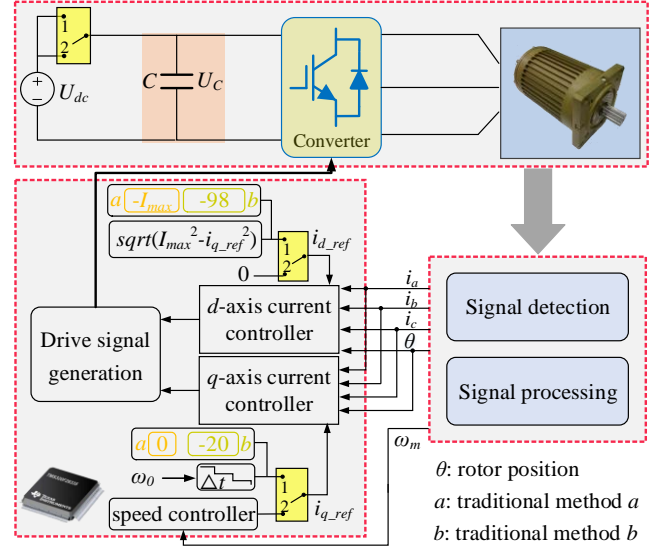 1
2
U_dc
C
U_C
Converter
a -I_max -98 b
sqrt(I_max^2-i_q_ref^2)
0
1
2
i_d_ref
d-axis current
controller
q-axis current
controller
Drive signal
generation
i_a
i_b
i_c
θ
Signal detection
Signal processing
a 0 -20 b
ω_0
Δt
1
2
speed controller
i_q_ref
ω_m
TEXAS
INSTRUMENTS
θ: rotor position
a: traditional method a
b: traditional method b